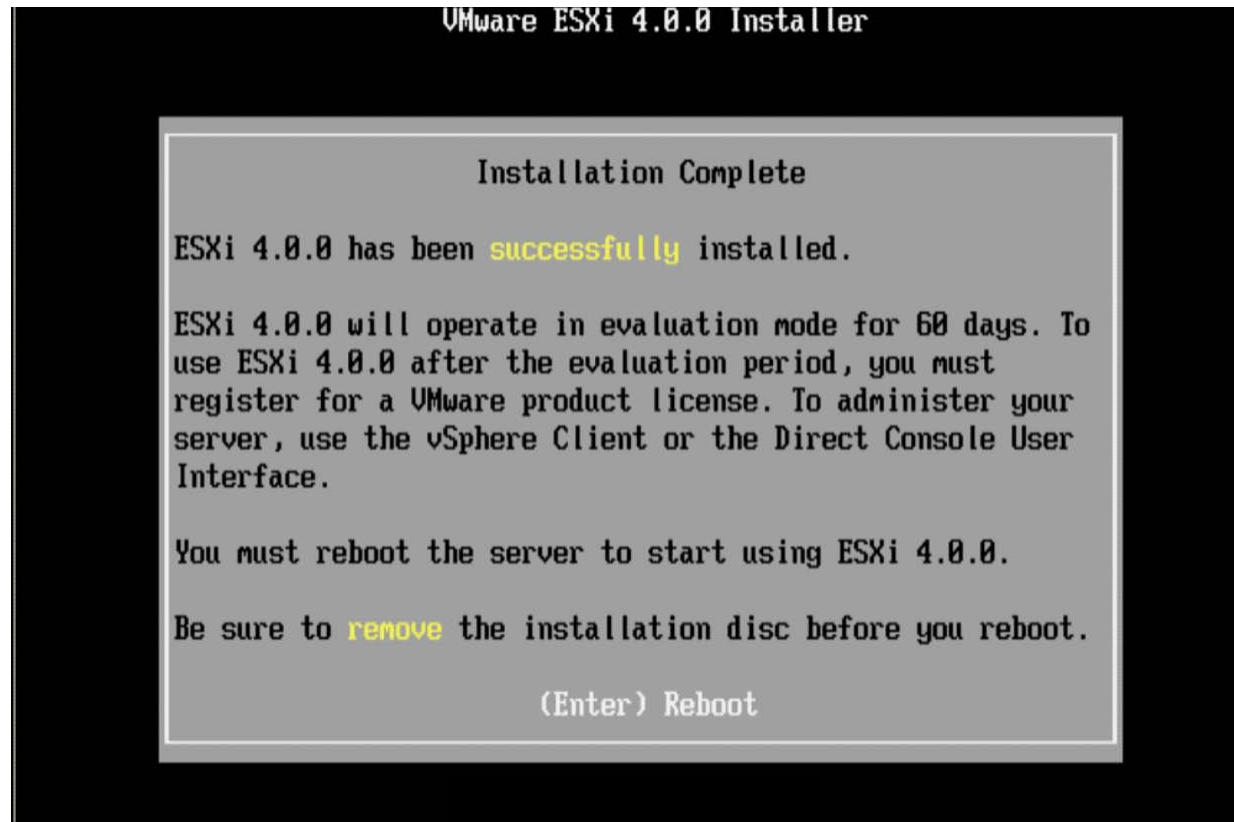 VMware ESXi 4.0.0 Installer
Installation Complete
ESXi 4.0.0 has been successfully installed.
ESXi 4.0.0 will operate in evaluation mode for 60 days. To
use ESXi 4.0.0 after the evaluation period, you must
register for a VMware product license. To administer your
server, use the vSphere Client or the Direct Console User
Interface.
You must reboot the server to start using ESXi 4.0.0.
Be sure to remove the installation disc before you reboot.
(Enter) Reboot